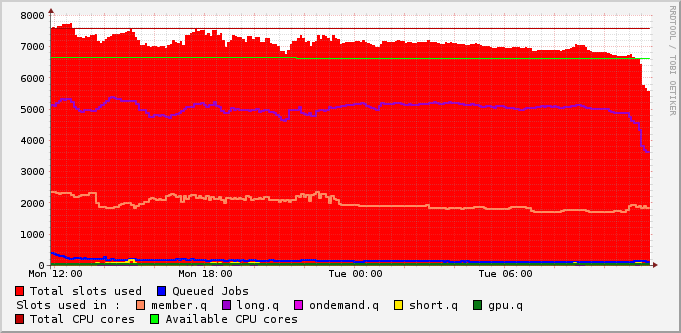 RRDTOOL / TOBI OETIKER
8000
7000
6000
5000
4000
3000
2000
1000
0
Mon 12:00 Mon 18:00 Tue 00:00 Tue 06:00
Total slots used Queued Jobs
Slots used in : member.q long.q ondemand.q short.q gpu.q
Total CPU cores Available CPU cores